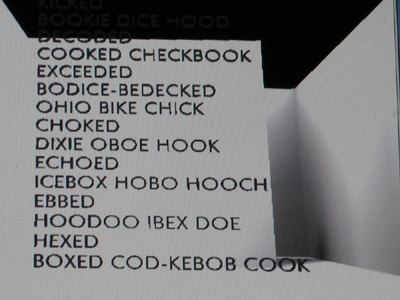 KICKED
BOOKIE DICE HOOD
DECODED
COOKED CHECKBOOK
EXCEEDED
BODICE-BEDECKED
OHIO BIKE CHICK
CHOKED
DIXIE OBOE HOOK
ECHOED
ICEBOX HOBO HOOCH
EBBED
HOODOO IBEX DOE
HEXED
BOXED COD-KEBOB COOK